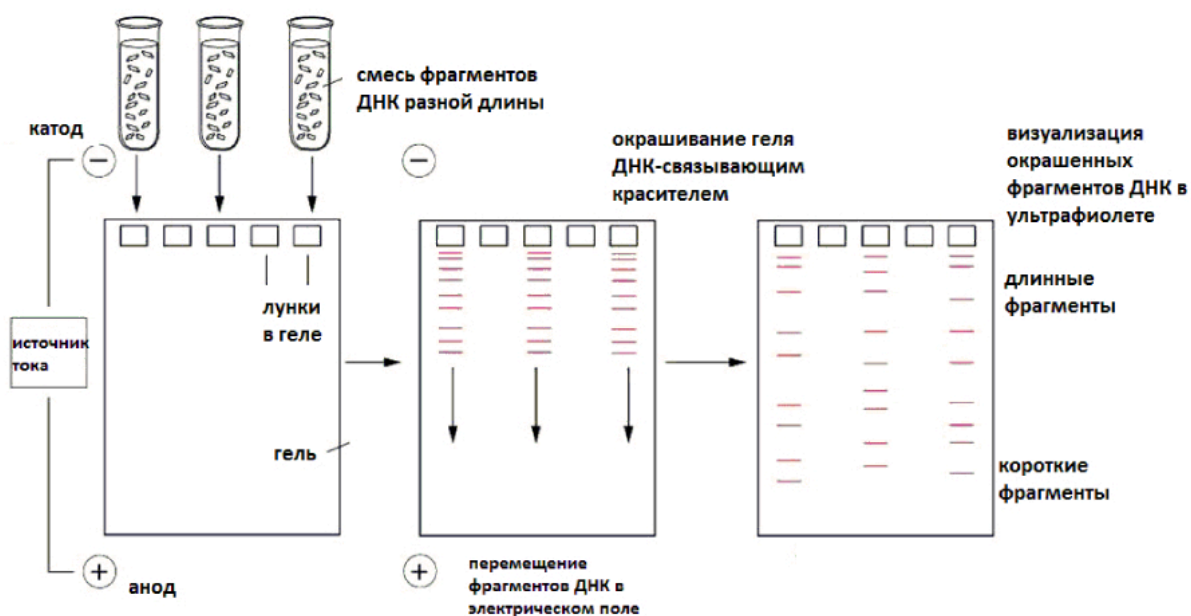 смесь фрагментов
ДНК разной длины
катод
−
−
окрашивание геля
ДНК-связывающим
красителем
визуализация
окрашенных
фрагментов ДНК в
ультрафиолете
лунки
в геле
длинные
фрагменты
источник
тока
гель
короткие
фрагменты
+
анод
+
перемещение
фрагментов ДНК в
электрическом поле